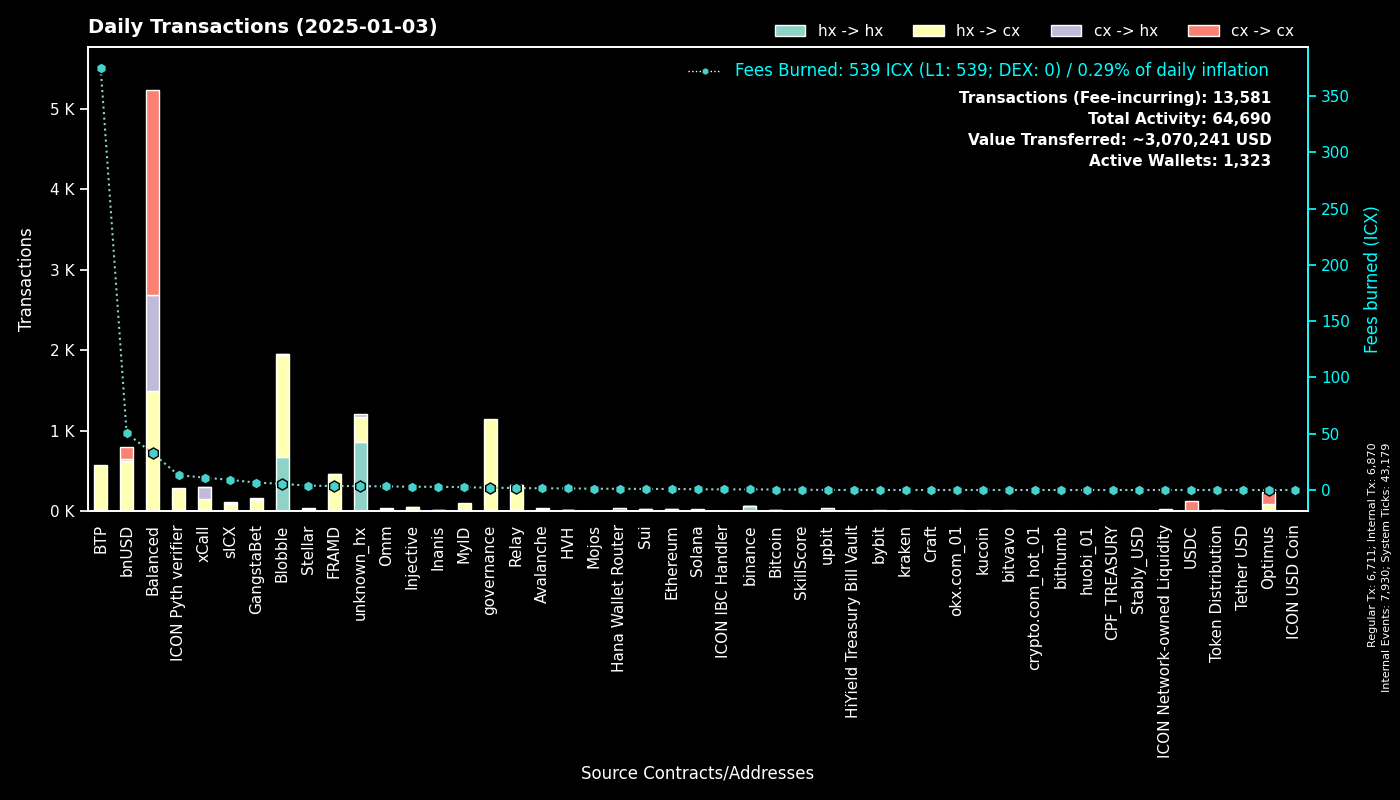 Daily Transactions (2025-01-03)
hx -> hx
hx -> cx
cx -> hx
cx -> cx
Fees Burned: 539 ICX (L1: 539; DEX: 0) / 0.29% of daily inflation
Transactions (Fee-incurring): 13,581
Total Activity: 64,690
Value Transferred: ~3,070,241 USD
Active Wallets: 1,323
Transactions
5 K
4 K
3 K
2 K
1 K
0 K
350
300
250
200
150
100
50
0
Fees burned (ICX)
BTP
bnUSD
Balanced
ICON Pyth verifier
xCall
sICX
GangstaBet
Blobble
Stellar
FRAMD
unknown_hx
Omm
Injective
Inanis
MyID
governance
Relay
Avalanche
HVH
Mojos
Hana Wallet Router
Sui
Ethereum
Solana
ICON IBC Handler
binance
Bitcoin
SkillScore
upbit
HiYield Treasury Bill Vault
bybit
kraken
Craft
okx.com_01
kucoin
bitvavo
crypto.com_hot_01
bithumb
huobi_01
CPF_TREASURY
Stably_USD
ICON Network-owned Liquidity
USDC
Token Distribution
Tether USD
Optimus
ICON USD Coin
Source Contracts/Addresses
Regular Tx: 6,711; Internal Tx: 6,870
Internal Events: 7,930; System Ticks: 43,179